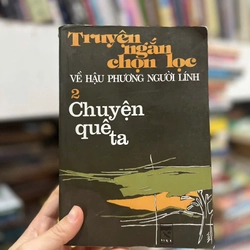 Truyện
ngắn
chọn lọc
VỀ HẬU PHƯƠNG NGƯỜI LÍNH
2
Chuyện
quê
ta